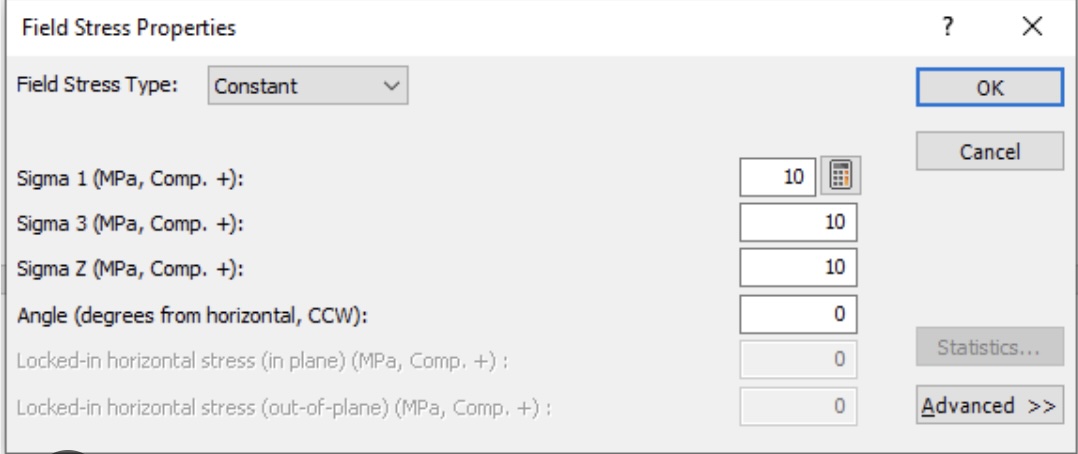 Field Stress Properties ?
Field Stress Type: Constant OK
Cancel
Sigma 1 (MPa, Comp. +): 10
Sigma 3 (MPa, Comp. +): 10
Sigma Z (MPa, Comp. +): 10
Angle (degrees from horizontal, CCW): 0
Locked-in horizontal stress (in plane) (MPa, Comp. +) : 0
Statistics...
Locked-in horizontal stress (out-of-plane) (MPa, Comp. +) : 0
Advanced >>